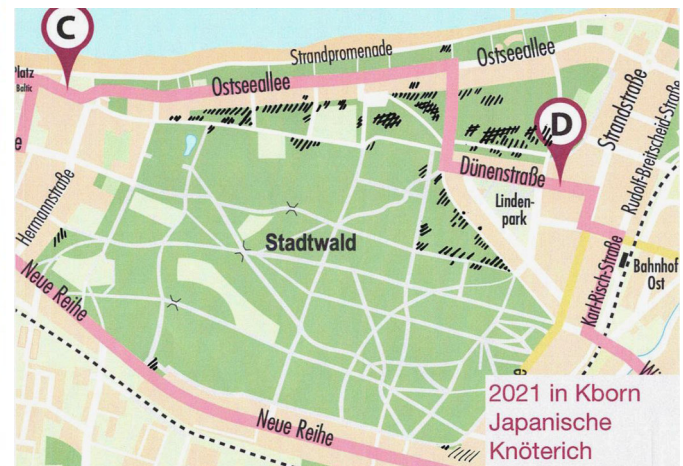 C
Strandpromenade
Ostseeallee
Ostseeallee
Platz
Baltic
Strandstraße
Rudolf-Breitscheid-Straße
D
Dünenstraße
Hermannstraße
Linden-
park
Stadtwald
Neue Reihe
Karl-Risch-Straße
Bahnhof
Ost
2021 in Kborn
Japanische
Knöterich
Neue Reihe